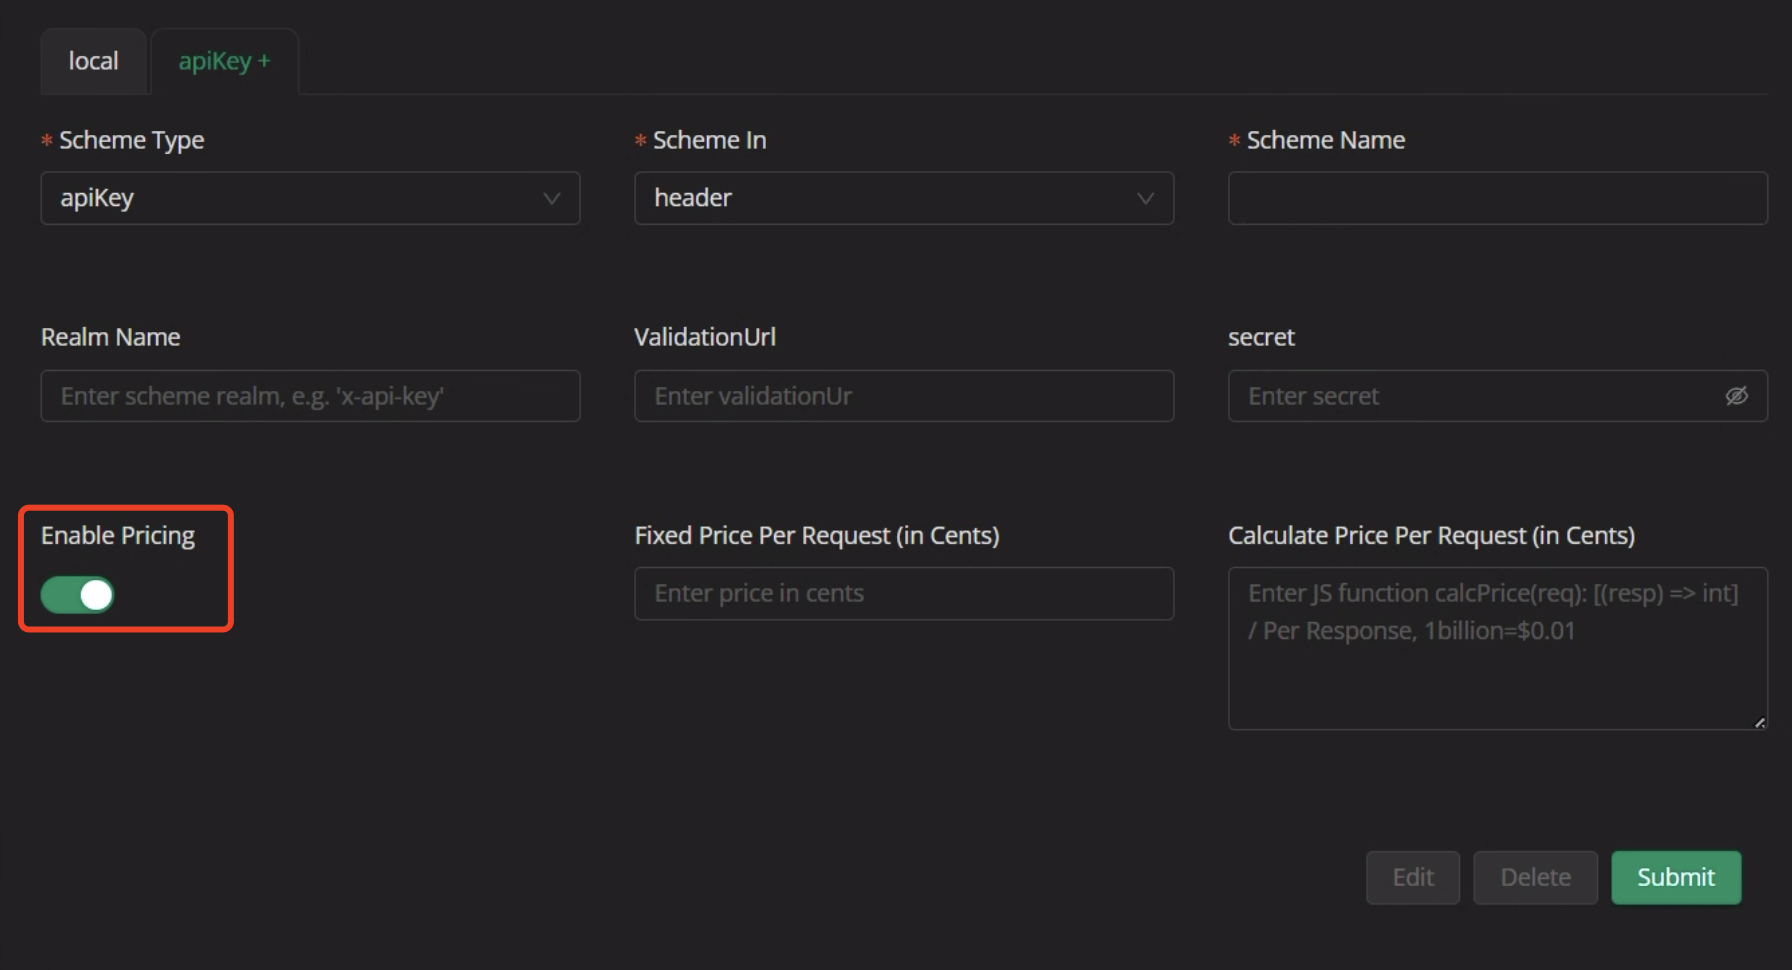 local
apiKey +
* Scheme Type
* Scheme In
* Scheme Name
apiKey
header
Realm Name
ValidationUrl
secret
Enter scheme realm, e.g. 'x-api-key'
Enter validationUr
Enter secret
Enable Pricing
Fixed Price Per Request (in Cents)
Calculate Price Per Request (in Cents)
Enter price in cents
Enter JS function calcPrice(req): [(resp) => int]
/ Per Response, 1billion=$0.01
Edit
Delete
Submit